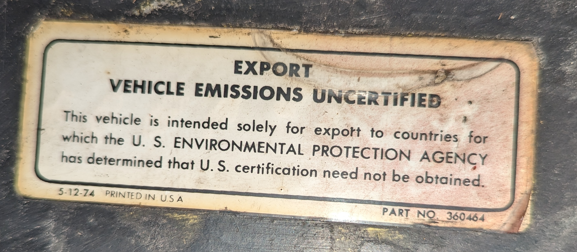 EXPORT
VEHICLE EMISSIONS UNCERTIFIED
This vehicle is intended solely for export to countries for
which the U. S. ENVIRONMENTAL PROTECTION AGENCY
has determined that U. S. certification need not be obtained.
5-12-74 PRINTED IN U.S.A
PART NO. 360464